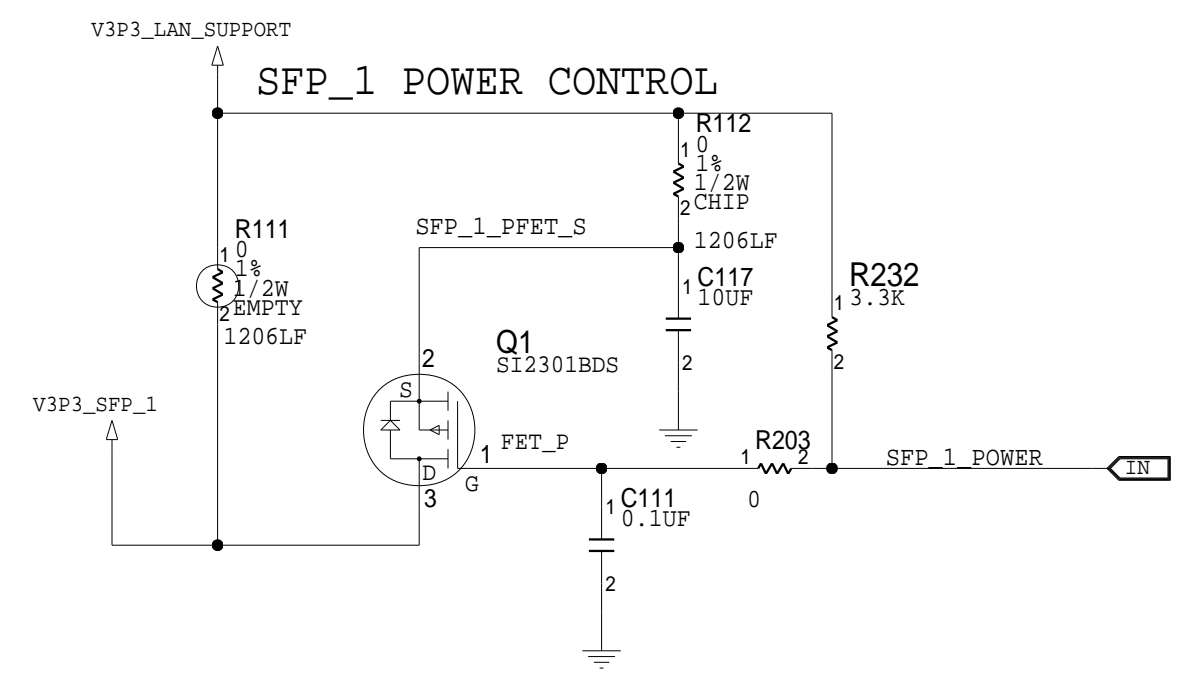 V3P3_LAN_SUPPORT
SFP_1 POWER CONTROL
R112
1 0
1%
1/2W
2 CHIP
1206LF
SFP_1_PFET_S
R111
1 0
1%
1/2W
2 EMPTY
1206LF
C117
1 10UF
2
R232
1 3.3K
2
Q1
SI2301BDS
2
S
D
G
3
1
FET_P
V3P3_SFP_1
R203
1 2
0
SFP_1_POWER
IN
C111
1 0.1UF
2